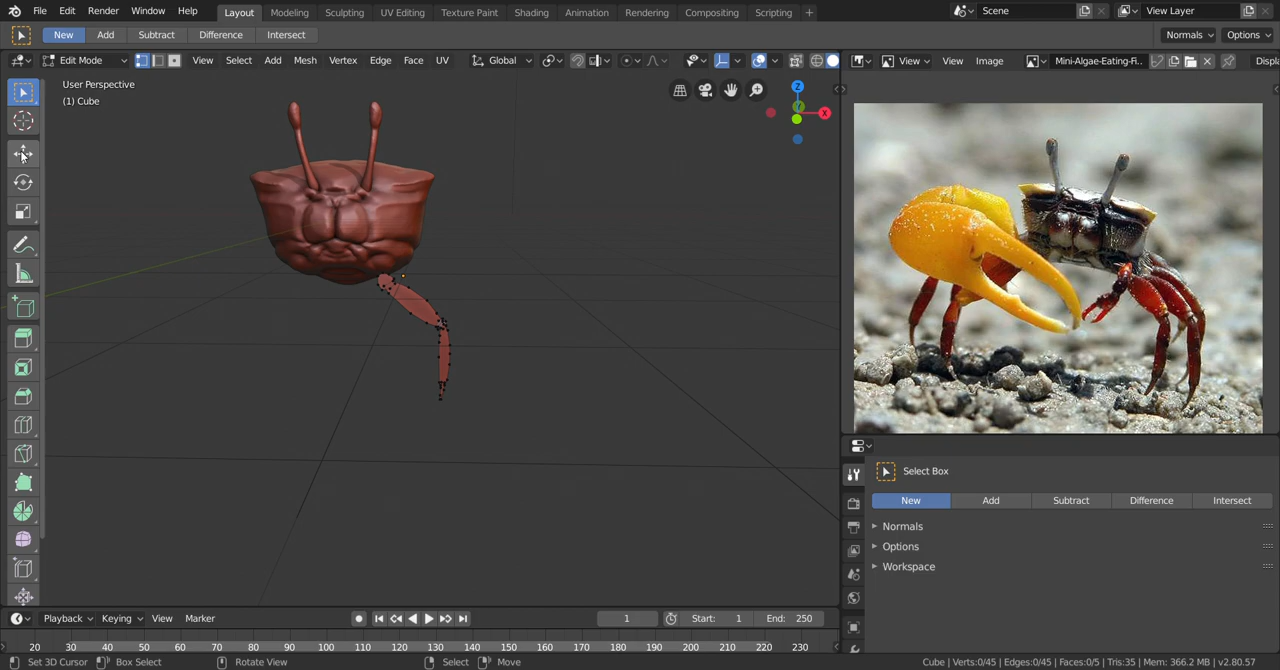 File Edit Render Window Help Layout Modeling Sculpting UV Editing Texture Paint Shading Animation Rendering Compositing Scripting + Scene View Layer
New Add Subtract Difference Intersect Normals Options
Edit Mode View Select Add Mesh Vertex Edge Face UV Global View View Image Mini-Algae-Eating-Fi.. Displa
User Perspective
(1) Cube
Z
Y
X
Select Box
New Add Subtract Difference Intersect
Normals
Options
Workspace
Playback Keying View Marker 1 Start: 1 End: 250
20 30 40 50 60 70 80 90 100 110 120 130 140 150 160 170 180 190 200 210 220 230
Set 3D Cursor Box Select Rotate View Select Move Cube | Verts:0/45 | Edges:0/45 | Faces:0/5 | Tris:35 | Mem: 366.2 MB | v2.80.57